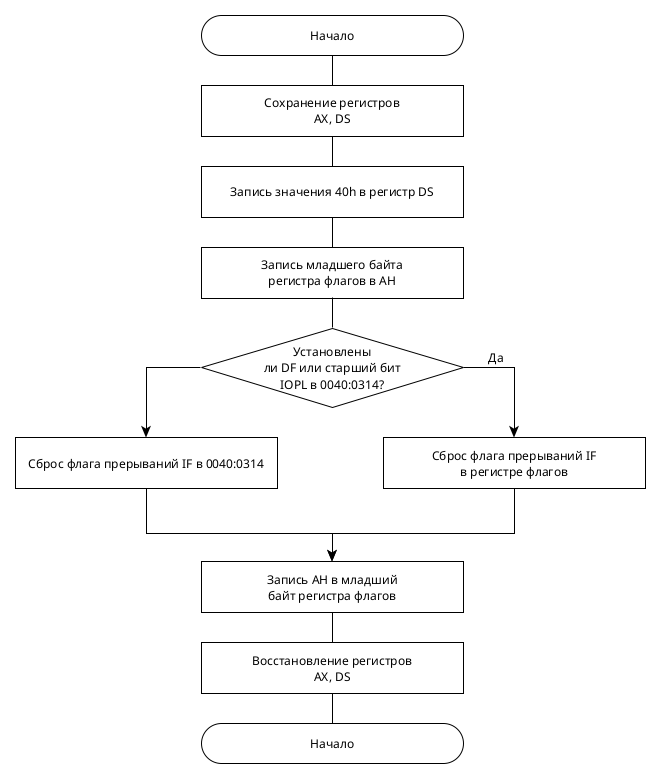 Начало
Сохранение регистров
AX, DS
Запись значения 40h в регистр DS
Запись младшего байта
регистра флагов в AH
Установлены
ли DF или старший бит
IOPL в 0040:0314?
Да
Сброс флага прерываний IF в 0040:0314
Сброс флага прерываний IF
в регистре флагов
Запись AH в младший
байт регистра флагов
Восстановление регистров
AX, DS
Начало